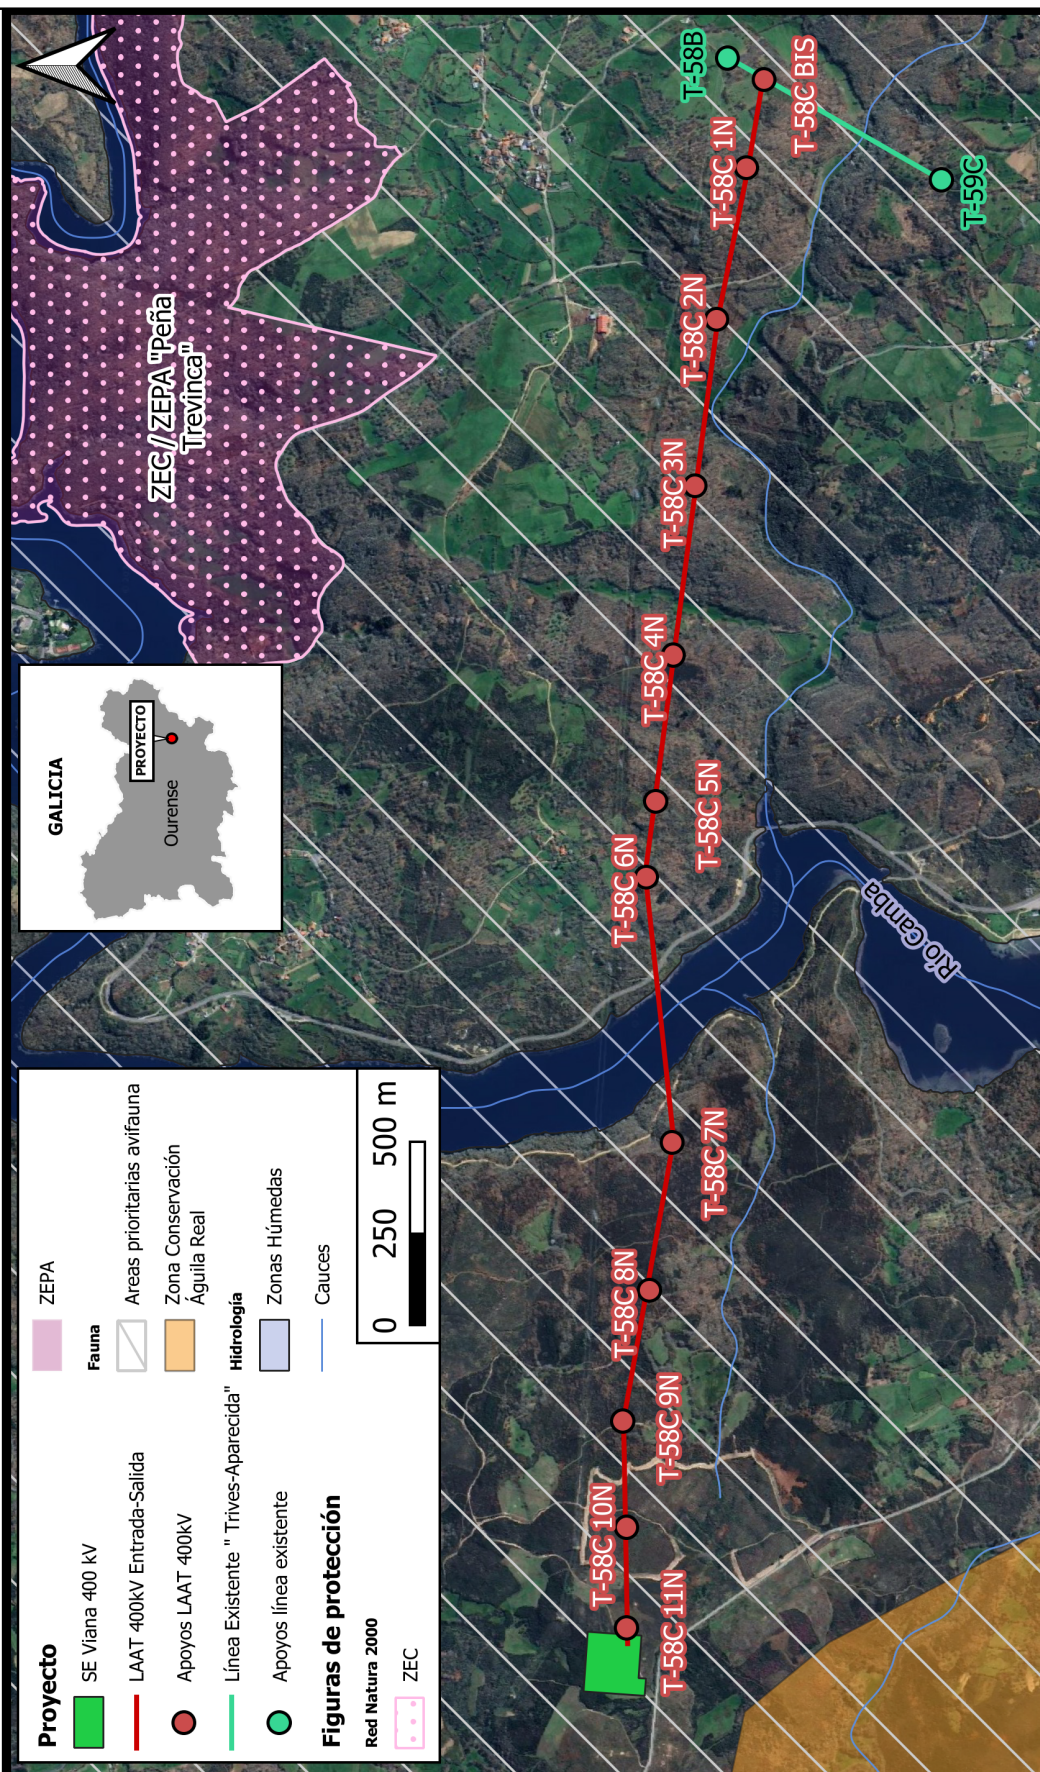 Proyecto
SE Viana 400 kV
LAAT 400kV Entrada-Salida
Apoyos LAAT 400kV
Línea Existente " Trives-Aparecida"
Apoyos línea existente
Figuras de protección
Red Natura 2000
ZEC
ZEPA
Fauna
Areas prioritarias avifauna
Zona Conservación
Águila Real
Hidrología
Zonas Húmedas
Cauces
0 250 500 m
GALICIA
PROYECTO
Ourense
ZEC / ZEPA "Peña
Trevinca"
T-58C 11N
T-58C 10N
T-58C 9N
T-58C 8N
T-58C 7N
T-58C 6N
T-58C 5N
T-58C 4N
T-58C 3N
T-58C 2N
T-58C 1N
T-58C BIS
T-58B
T-59C
Río Camba